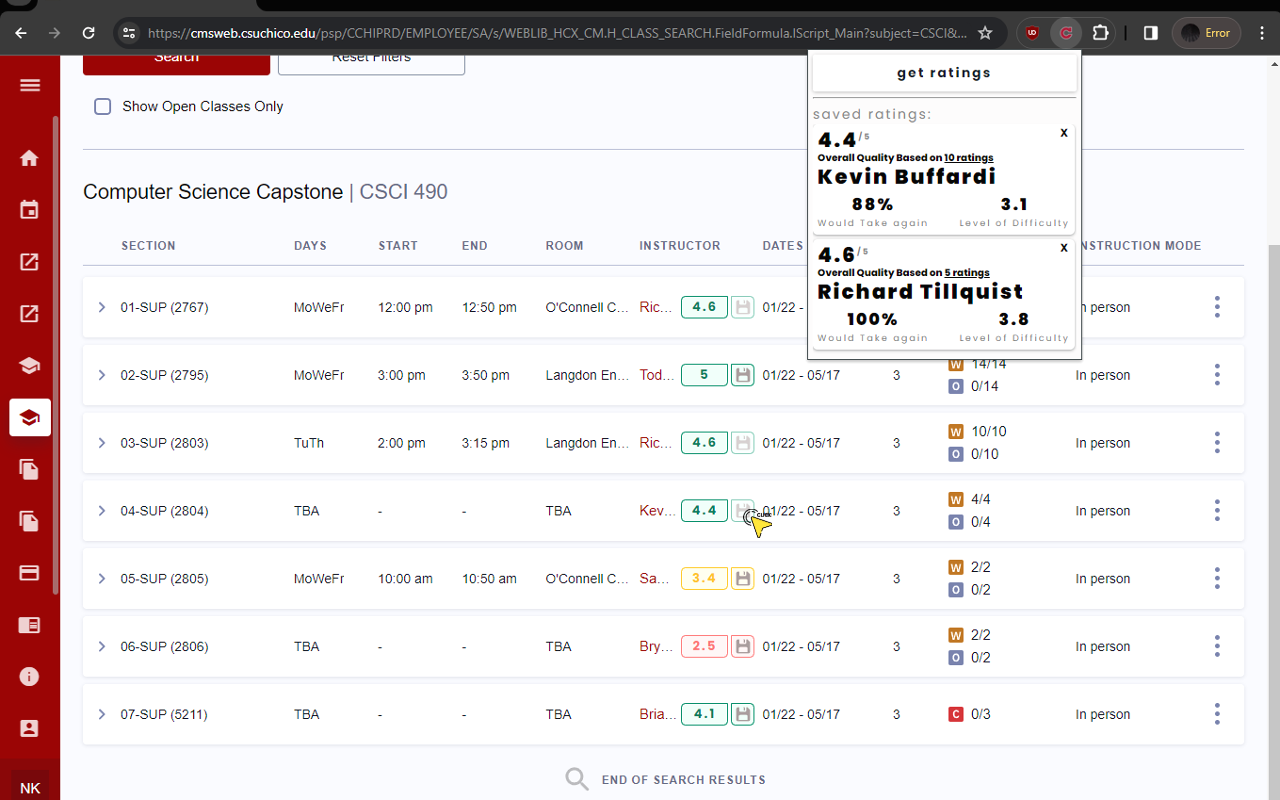 https://cmsweb.csuchico.edu/psp/CCHIPRD/EMPLOYEE/SA/s/WEBLIB_HCX_CM.H_CLASS_SEARCH.FieldFormula.IScript_Main?subject=CSCI&...
Error
Search
Reset Filters
get ratings
Show Open Classes Only
saved ratings:
4.4/5
X
Overall Quality Based on 10 ratings
Kevin Buffardi
88% 3.1
Would Take again Level of Difficulty
4.6/5
X
Overall Quality Based on 5 ratings
Richard Tillquist
100% 3.8
Would Take again Level of Difficulty
Computer Science Capstone | CSCI 490
SECTION DAYS START END ROOM INSTRUCTOR DATES NSTRUCTION MODE
01-SUP (2767) MoWeFr 12:00 pm 12:50 pm O'Connell C... Ric... 4.6 01/22 - n person
02-SUP (2795) MoWeFr 3:00 pm 3:50 pm Langdon En... Tod... 5 01/22 - 05/17 3 W 14/14 O 0/14 In person
03-SUP (2803) TuTh 2:00 pm 3:15 pm Langdon En... Ric... 4.6 01/22 - 05/17 3 W 10/10 O 0/10 In person
04-SUP (2804) TBA - - TBA Kev... 4.4 CLICK 01/22 - 05/17 3 W 4/4 O 0/4 In person
05-SUP (2805) MoWeFr 10:00 am 10:50 am O'Connell C... Sa... 3.4 01/22 - 05/17 3 W 2/2 O 0/2 In person
06-SUP (2806) TBA - - TBA Bry... 2.5 01/22 - 05/17 3 W 2/2 O 0/2 In person
07-SUP (5211) TBA - - TBA Bria... 4.1 01/22 - 05/17 3 C 0/3 In person
END OF SEARCH RESULTS
NK